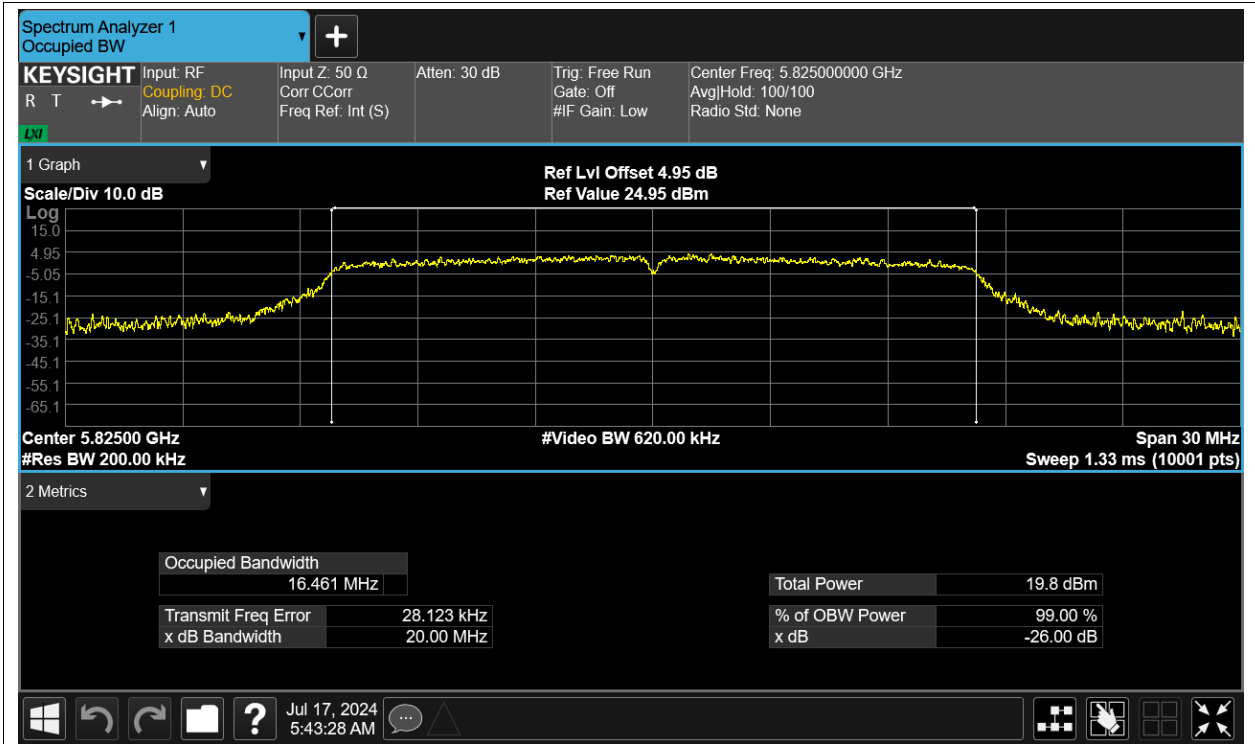 Spectrum Analyzer 1
Occupied BW
KEYSIGHT
R T
LXI
Input: RF
Coupling: DC
Align: Auto
Input Z: 50 Ω
Corr CCorr
Freq Ref: Int (S)
Atten: 30 dB
Trig: Free Run
Gate: Off
#IF Gain: Low
Center Freq: 5.825000000 GHz
Avg|Hold: 100/100
Radio Std: None
1 Graph
Ref Lvl Offset 4.95 dB
Scale/Div 10.0 dB
Ref Value 24.95 dBm
Log
15.0
4.95
-5.05
-15.1
-25.1
-35.1
-45.1
-55.1
-65.1
Center 5.82500 GHz
#Video BW 620.00 kHz
Span 30 MHz
#Res BW 200.00 kHz
Sweep 1.33 ms (10001 pts)
2 Metrics
Occupied Bandwidth
16.461 MHz
Total Power 19.8 dBm
Transmit Freq Error 28.123 kHz
% of OBW Power 99.00 %
x dB Bandwidth 20.00 MHz
x dB -26.00 dB
?
Jul 17, 2024
5:43:28 AM